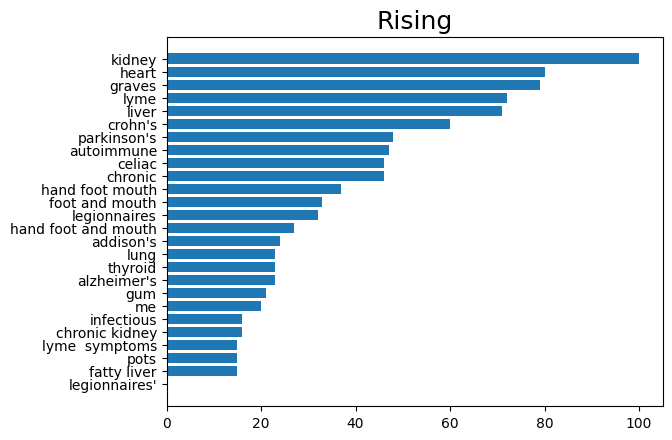 Rising
kidney
heart
graves
lyme
liver
crohn's
parkinson's
autoimmune
celiac
chronic
hand foot mouth
foot and mouth
legionnaires
hand foot and mouth
addison's
lung
thyroid
alzheimer's
gum
me
infectious
chronic kidney
lyme  symptoms
pots
fatty liver
legionnaires'
0 20 40 60 80 100